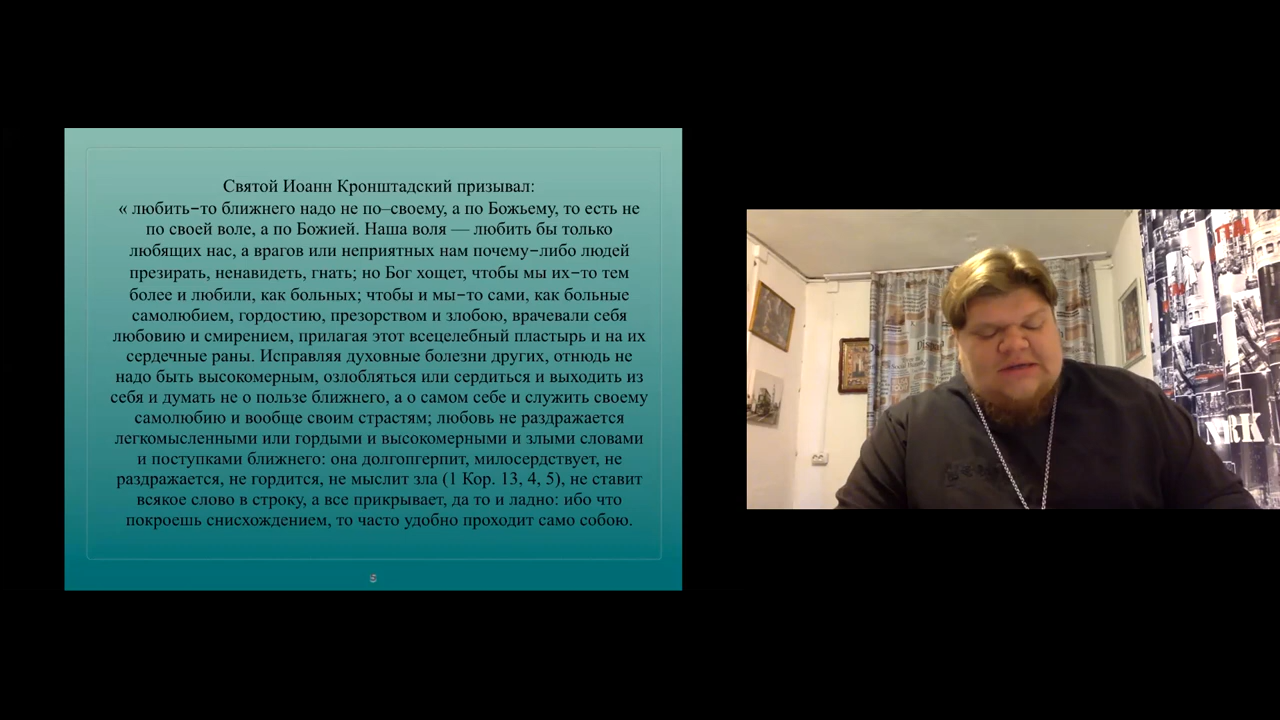 Святой Иоанн Кронштадский призывал:
« любить–то ближнего надо не по–своему, а по Божьему, то есть не
по своей воле, а по Божией. Наша воля — любить бы только
любящих нас, а врагов или неприятных нам почему–либо людей
презирать, ненавидеть, гнать; но Бог хощет, чтобы мы их–то тем
более и любили, как больных; чтобы и мы–то сами, как больные
самолюбием, гордостию, презорством и злобою, врачевали себя
любовию и смирением, прилагая этот всецелебный пластырь и на их
сердечные раны. Исправляя духовные болезни других, отнюдь не
надо быть высокомерным, озлобляться или сердиться и выходить из
себя и думать не о пользе ближнего, а о самом себе и служить своему
самолюбию и вообще своим страстям; любовь не раздражается
легкомысленными или гордыми и высокомерными и злыми словами
и поступками ближнего: она долгопгерпит, милосердствует, не
раздражается, не гордится, не мыслит зла (1 Кор. 13, 4, 5), не ставит
всякое слово в строку, а все прикрывает, да то и ладно: ибо что
покроешь снисхождением, то часто удобно проходит само собою.